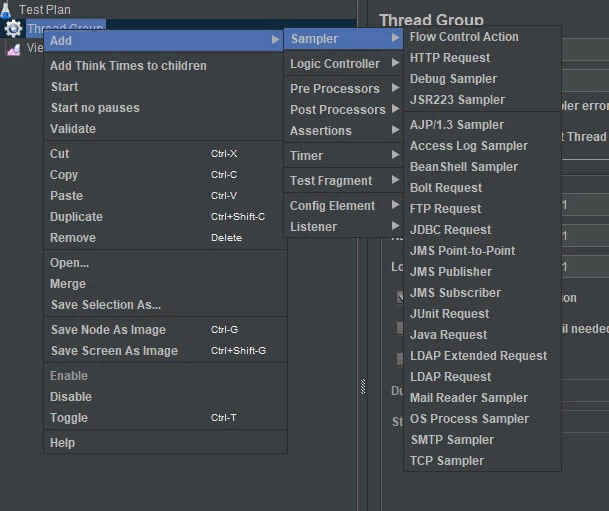 Test Plan
Thread Group
Vie
Add
Add Think Times to children
Start
Start no pauses
Validate
Cut Ctrl-X
Copy Ctrl-C
Paste Ctrl-V
Duplicate Ctrl+Shift-C
Remove Delete
Open...
Merge
Save Selection As...
Save Node As Image Ctrl-G
Save Screen As Image Ctrl+Shift-G
Enable
Disable
Toggle Ctrl-T
Help
Sampler
Logic Controller
Pre Processors
Post Processors
Assertions
Timer
Test Fragment
Config Element
Listener
Flow Control Action
HTTP Request
Debug Sampler
JSR223 Sampler
AJP/1.3 Sampler
Access Log Sampler
BeanShell Sampler
Bolt Request
FTP Request
JDBC Request
JMS Point-to-Point
JMS Publisher
JMS Subscriber
JUnit Request
Java Request
LDAP Extended Request
LDAP Request
Mail Reader Sampler
OS Process Sampler
SMTP Sampler
TCP Sampler
Thread Group
pler error
t Thread
1
1
Lo 1
ion
il needed
Du
St